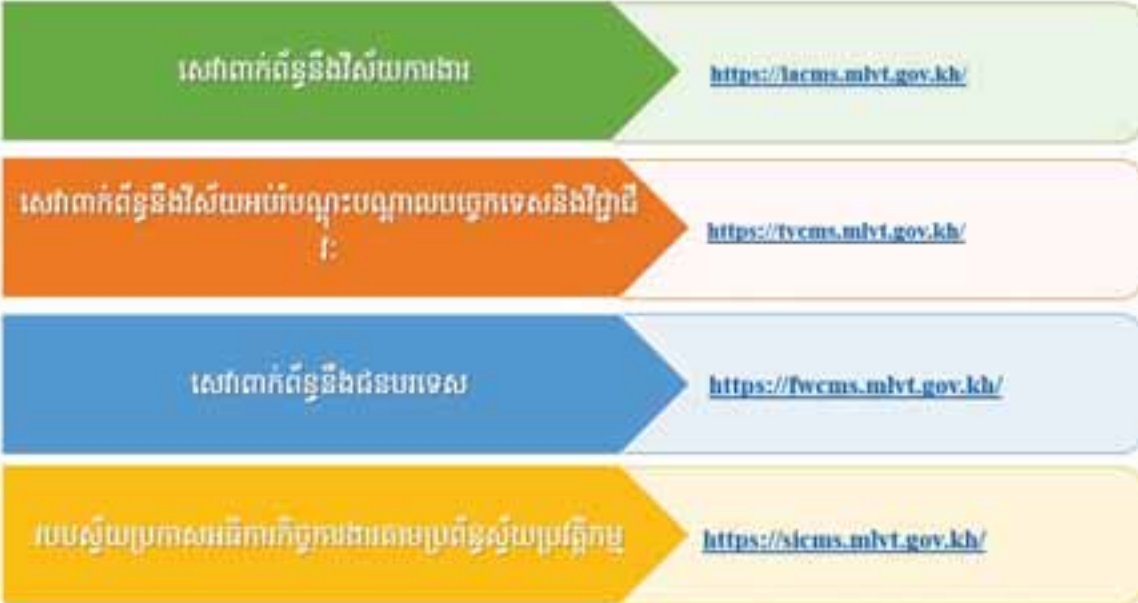 សេវាពាក់ព័ន្ធនឹងវិស័យការងារ
https://lacms.mlvt.gov.kh/
សេវាពាក់ព័ន្ធនឹងវិស័យអប់រំបណ្តុះបណ្តាលបច្ចេកទេសនិងវិជ្ជាជី
វៈ
https://tvcms.mlvt.gov.kh/
សេវាពាក់ព័ន្ធនឹងជនបរទេស
https://fwcms.mlvt.gov.kh/
របបស្វ័យប្រកាសអធិការកិច្ចការងារតាមប្រព័ន្ធស្វ័យប្រវត្តិកម្ម
https://sicms.mlvt.gov.kh/